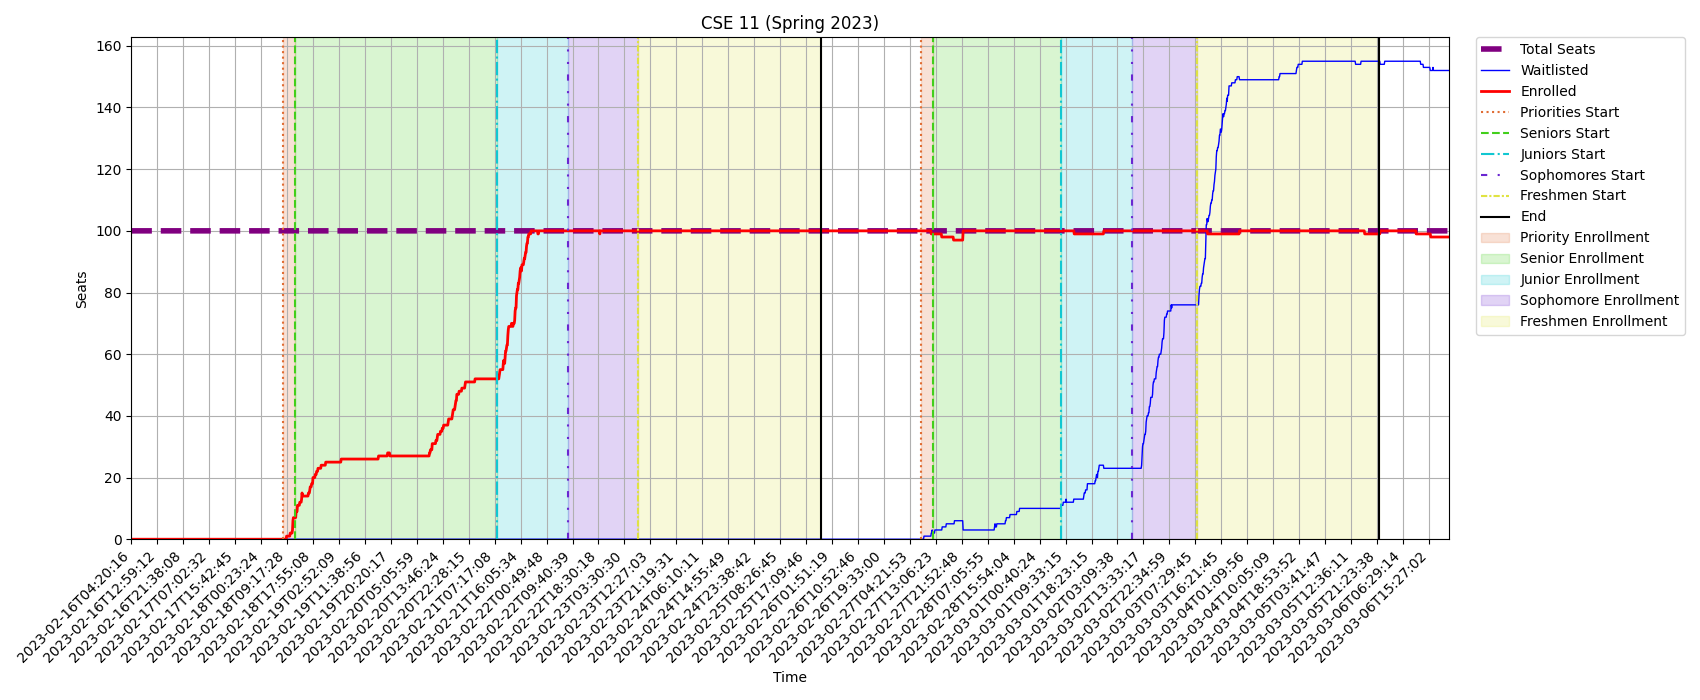 CSE 11 (Spring 2023)
160
140
120
100
80
60
40
20
0
Seats
2023-02-16T04:20:16
2023-02-16T12:59:12
2023-02-16T21:38:08
2023-02-17T07:02:32
2023-02-17T15:42:45
2023-02-18T00:23:24
2023-02-18T09:17:28
2023-02-18T17:55:08
2023-02-19T02:52:09
2023-02-19T11:38:56
2023-02-19T20:20:17
2023-02-20T05:05:59
2023-02-20T13:46:24
2023-02-20T22:28:15
2023-02-21T07:17:08
2023-02-21T16:05:34
2023-02-22T00:49:48
2023-02-22T09:40:39
2023-02-22T18:30:18
2023-02-23T03:30:30
2023-02-23T12:27:03
2023-02-23T21:19:31
2023-02-24T06:10:11
2023-02-24T14:55:49
2023-02-24T23:38:42
2023-02-25T08:26:45
2023-02-25T17:09:46
2023-02-26T01:51:19
2023-02-26T10:52:46
2023-02-26T19:33:00
2023-02-27T04:21:53
2023-02-27T13:06:23
2023-02-27T21:52:48
2023-02-28T07:05:55
2023-02-28T15:54:04
2023-03-01T00:40:24
2023-03-01T09:33:15
2023-03-01T18:23:15
2023-03-02T03:09:38
2023-03-02T13:33:17
2023-03-02T22:34:59
2023-03-03T07:29:45
2023-03-03T16:21:45
2023-03-04T01:09:56
2023-03-04T10:05:09
2023-03-04T18:53:52
2023-03-05T03:41:47
2023-03-05T12:36:11
2023-03-05T21:23:38
2023-03-06T06:29:14
2023-03-06T15:27:02
Time
Total Seats
Waitlisted
Enrolled
Priorities Start
Seniors Start
Juniors Start
Sophomores Start
Freshmen Start
End
Priority Enrollment
Senior Enrollment
Junior Enrollment
Sophomore Enrollment
Freshmen Enrollment